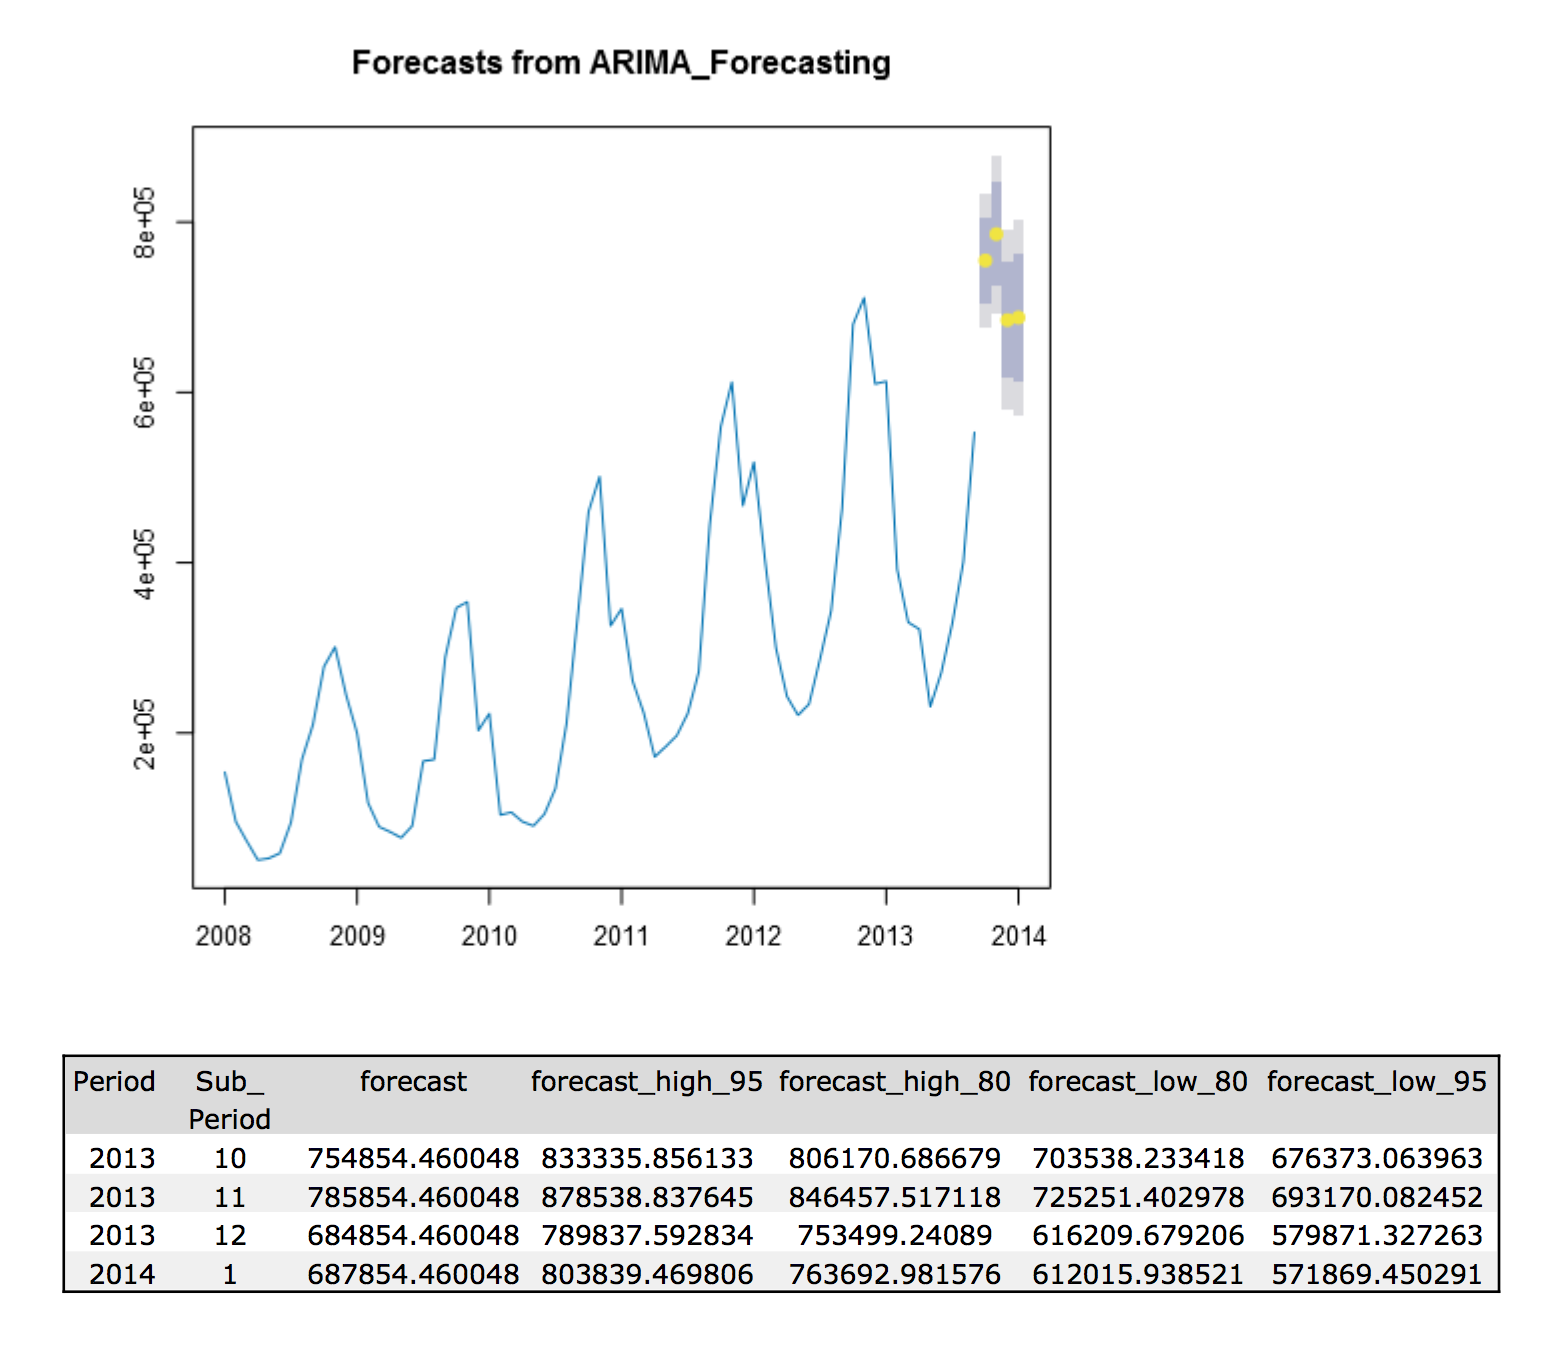 Forecasts from ARIMA_Forecasting
8e+05
6e+05
4e+05
2e+05
2008 2009 2010 2011 2012 2013 2014
Period Sub_ forecast forecast_high_95 forecast_high_80 forecast_low_80 forecast_low_95
Period
2013 10 754854.460048 833335.856133 806170.686679 703538.233418 676373.063963
2013 11 785854.460048 878538.837645 846457.517118 725251.402978 693170.082452
2013 12 684854.460048 789837.592834 753499.24089 616209.679206 579871.327263
2014 1 687854.460048 803839.469806 763692.981576 612015.938521 571869.450291